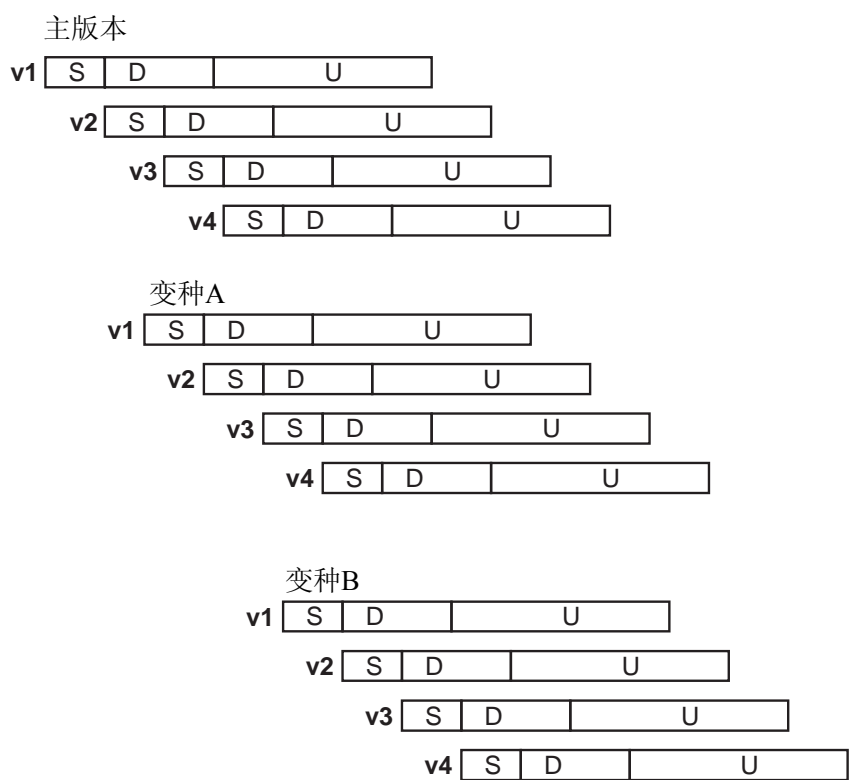 主版本
v1 S D U
v2 S D U
v3 S D U
v4 S D U
变种A
v1 S D U
v2 S D U
v3 S D U
v4 S D U
变种B
v1 S D U
v2 S D U
v3 S D U
v4 S D U